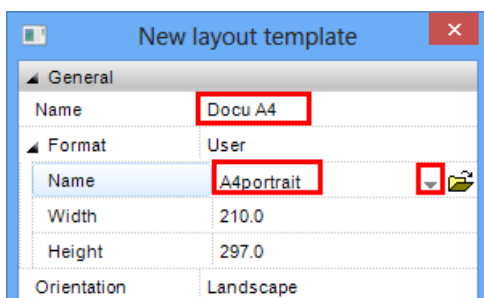 New layout template
General
Name Docu A4
Format User
Name A4portrait
Width 210.0
Height 297.0
Orientation Landscape